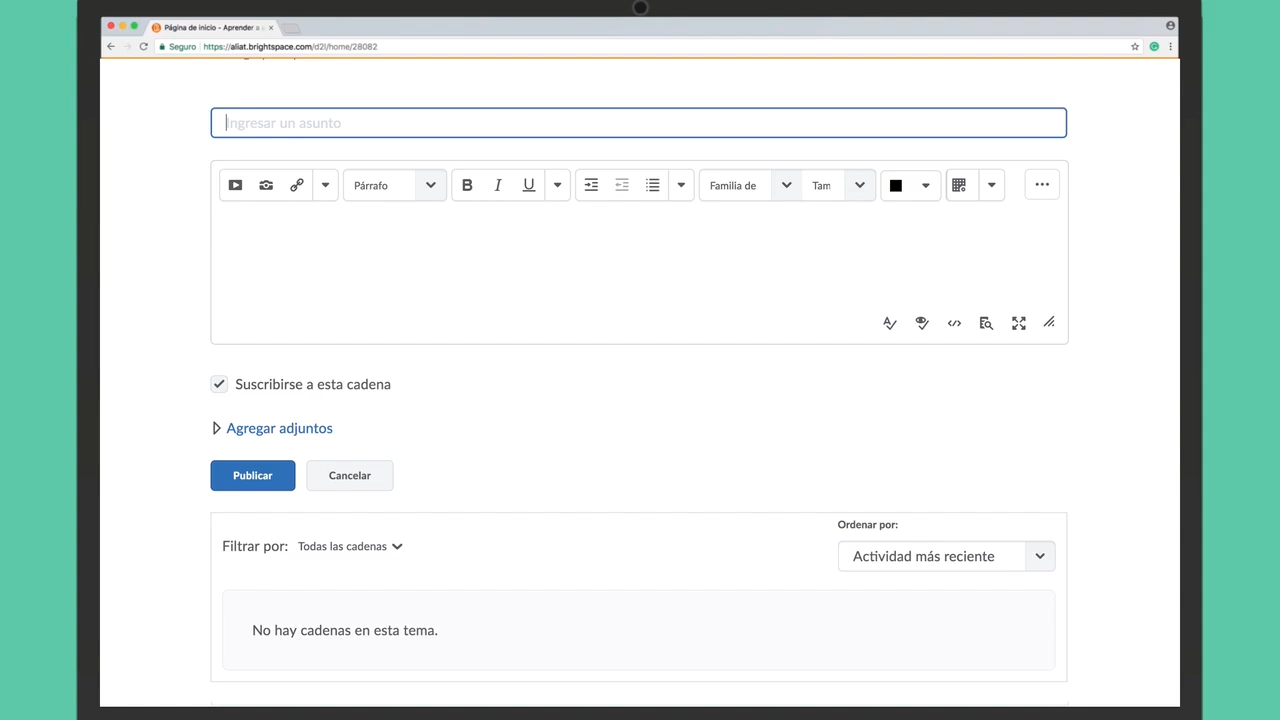 Página de inicio - Aprender a
Seguro https://aliat.brightspace.com/d2l/home/28082
Ingresar un asunto
Párrafo B I U Familia de Tam
Suscribirse a esta cadena
Agregar adjuntos
Publicar Cancelar
Ordenar por:
Filtrar por: Todas las cadenas
Actividad más reciente
No hay cadenas en esta tema.